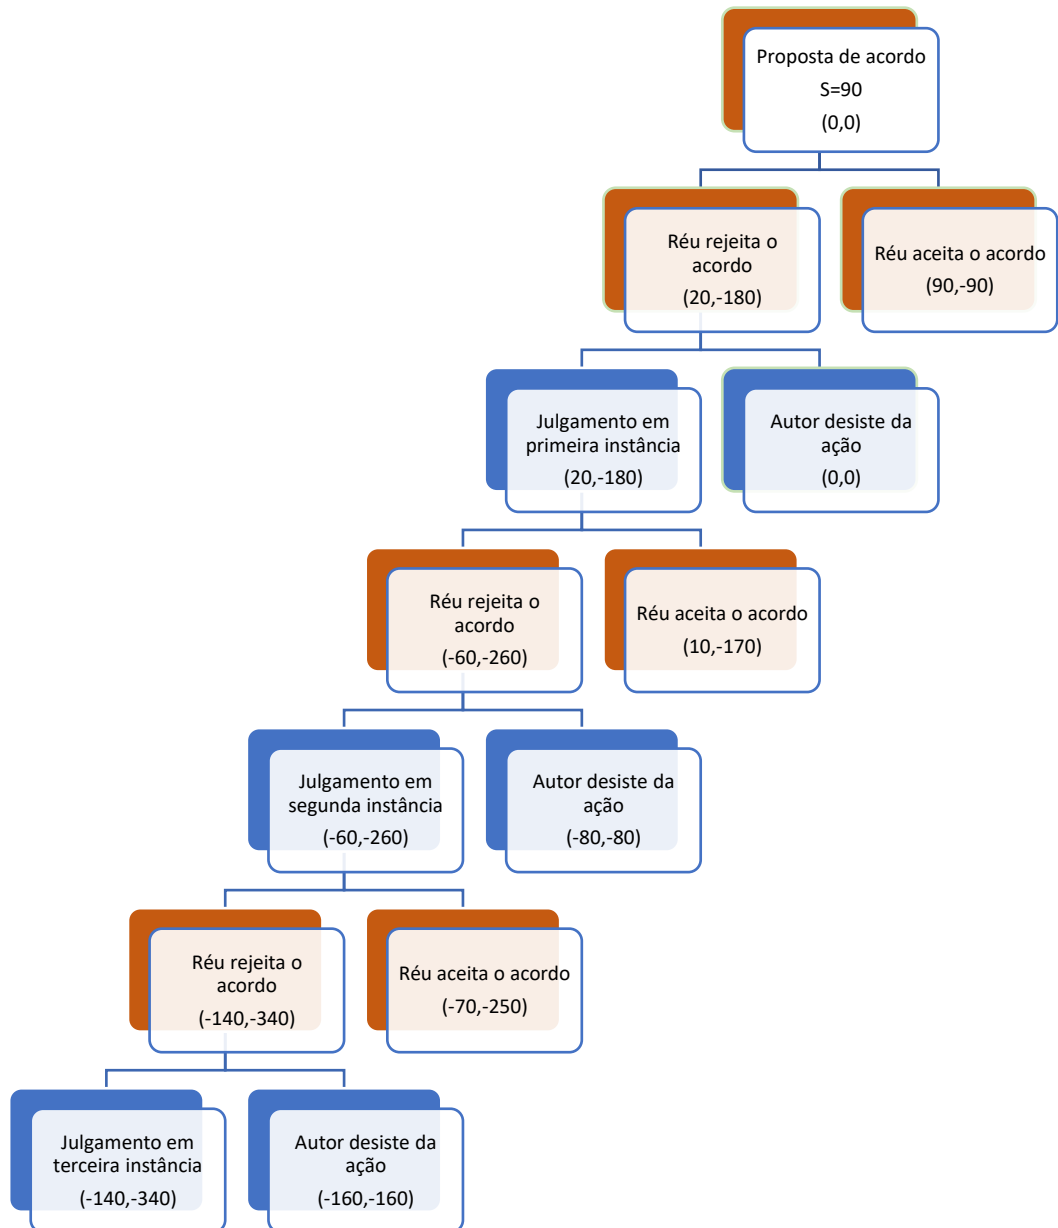 Proposta de acordo
S=90
(0,0)
Réu rejeita o
acordo
(20,-180)
Réu aceita o acordo
(90,-90)
Julgamento em
primeira instância
(20,-180)
Autor desiste da
ação
(0,0)
Réu rejeita o
acordo
(-60,-260)
Réu aceita o acordo
(10,-170)
Julgamento em
segunda instância
(-60,-260)
Autor desiste da
ação
(-80,-80)
Réu rejeita o
acordo
(-140,-340)
Réu aceita o acordo
(-70,-250)
Julgamento em
terceira instância
(-140,-340)
Autor desiste da
ação
(-160,-160)